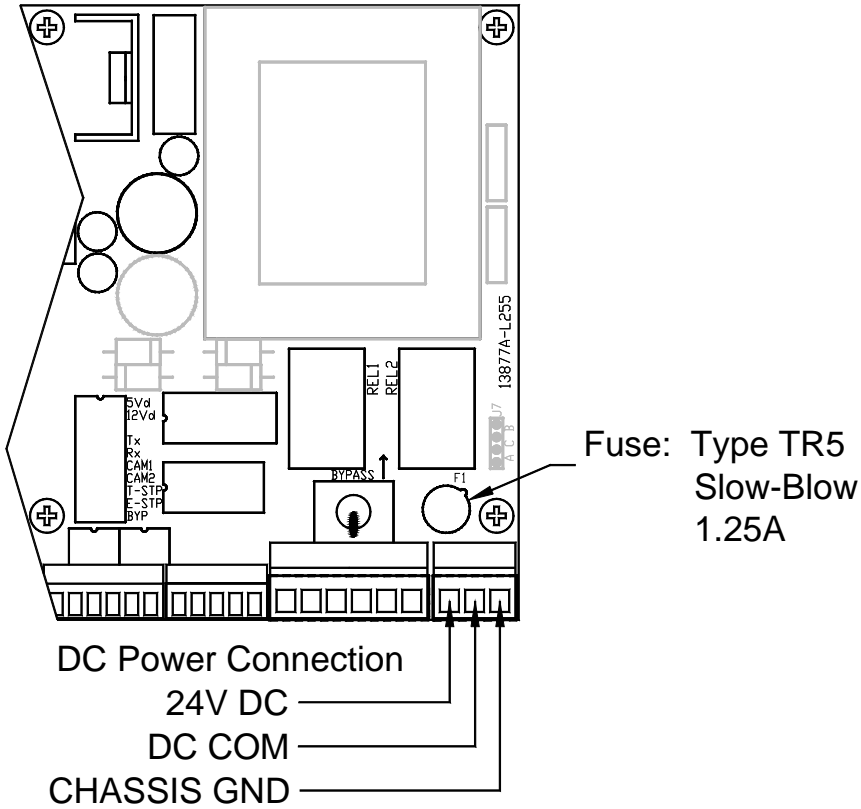 13877A-L255
REL1
REL2
J7
A C B
5Vd
12Vd
Tx
Rx
CAM1
CAM2
T-STP
E-STP
BYP
BYPASS
F1
Fuse: Type TR5
Slow-Blow
1.25A
DC Power Connection
24V DC
DC COM
CHASSIS GND